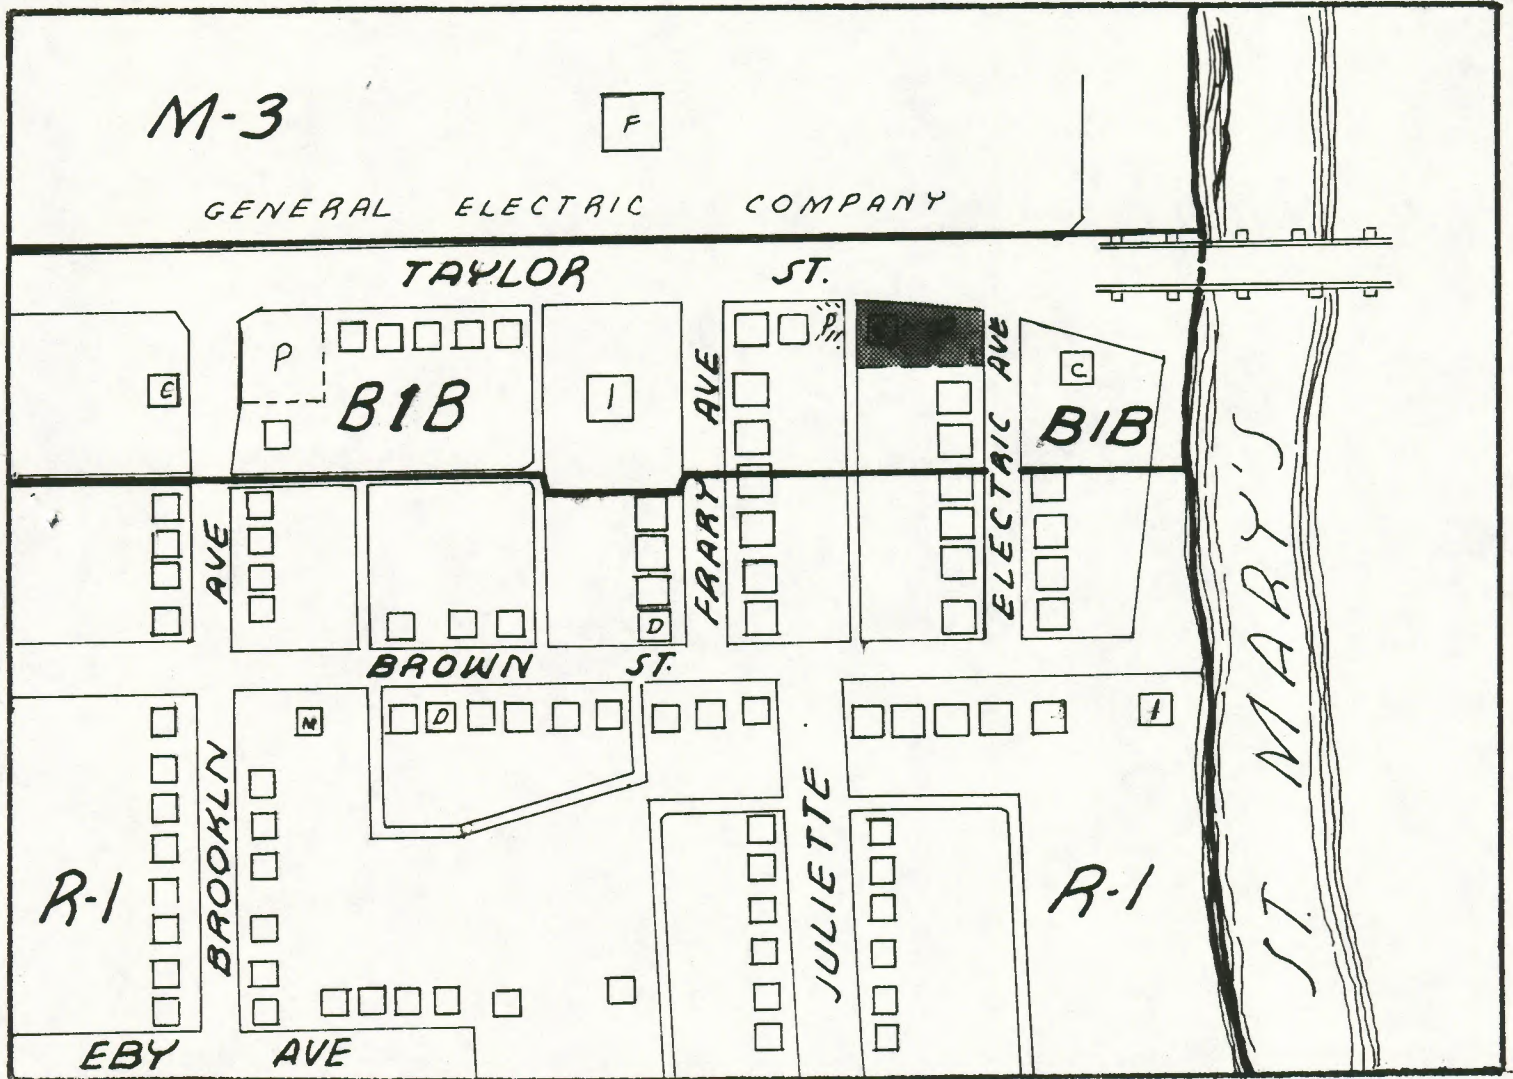 M-3
F
GENERAL ELECTRIC COMPANY
TAYLOR ST.
P
P
C
B1B
I
FRARY AVE
ELECTRIC AVE
C
B1B
AVE
D
BROWN ST.
M
D
ST. MARY'S
R-1
BROOKLN
JULIETTE
R-1
EBY AVE